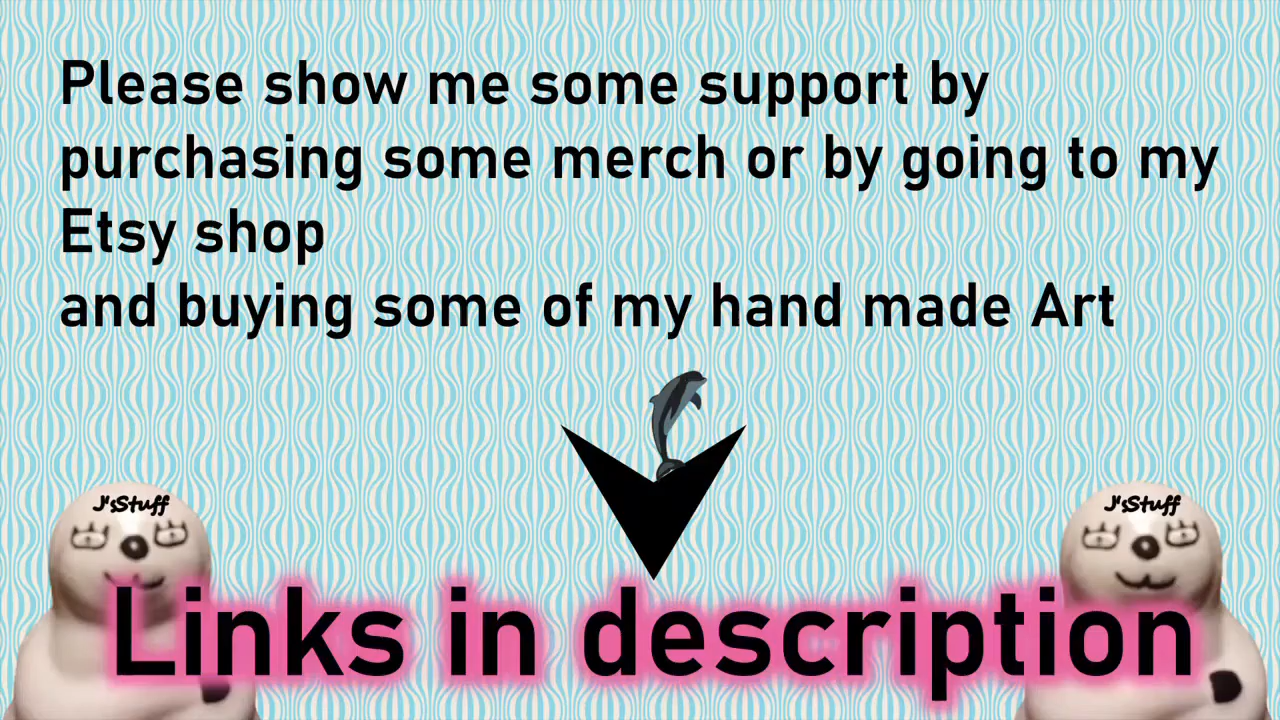 Please show me some support by
purchasing some merch or by going to my
Etsy shop
and buying some of my hand made Art
J'sStuff
J'sStuff
Links in description